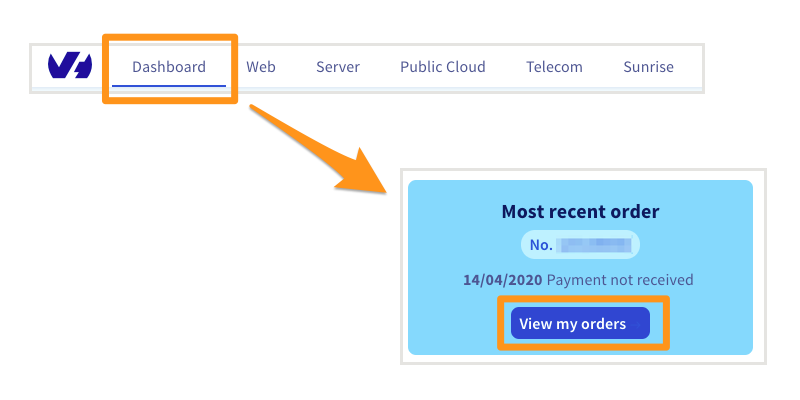 Dashboard Web Server Public Cloud Telecom Sunrise
Most recent order
No.
14/04/2020 Payment not received
View my orders